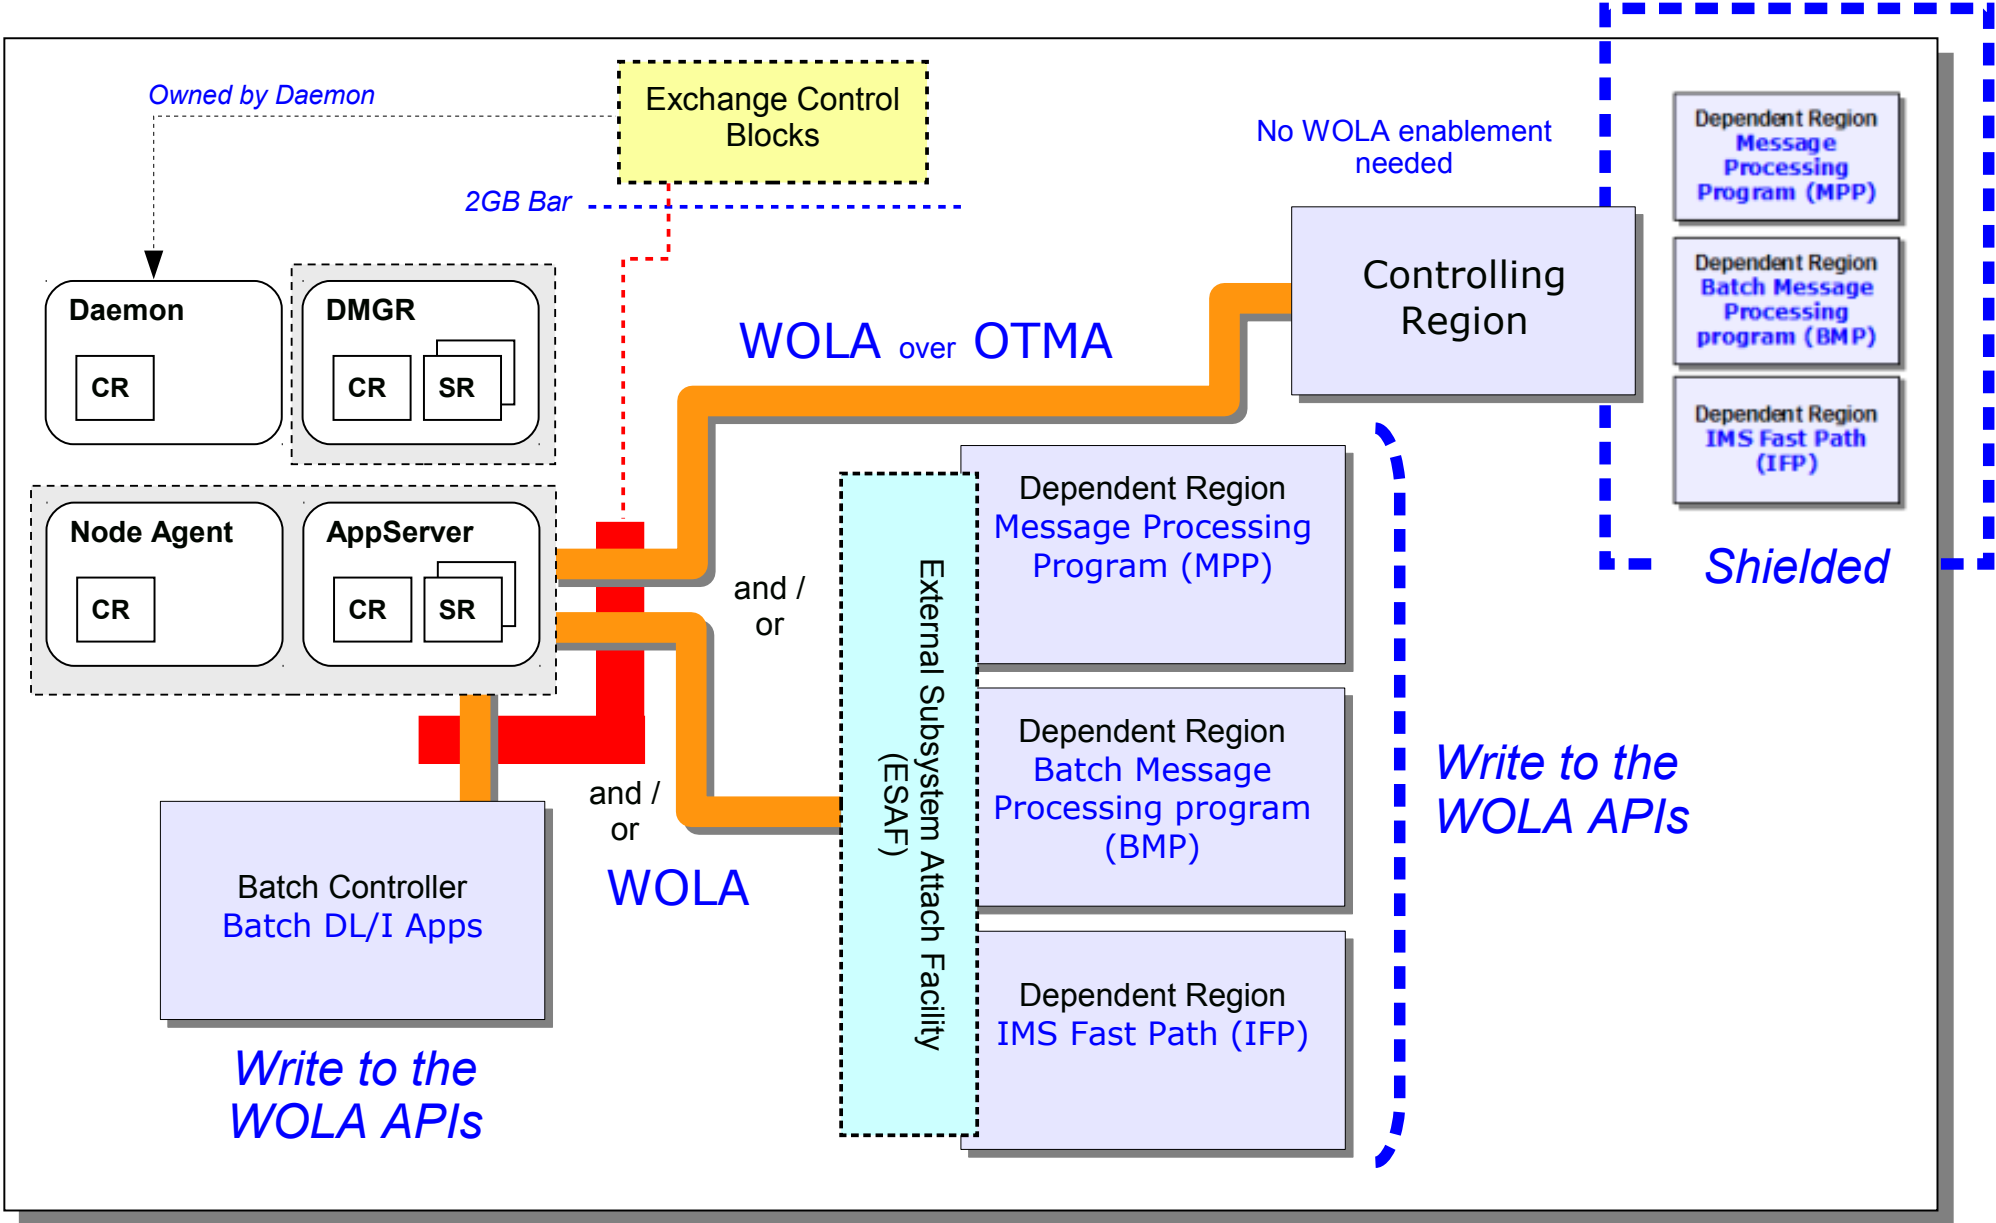 Owned by Daemon
Exchange Control
Blocks
2GB Bar
No WOLA enablement
needed
Dependent Region
Message
Processing
Program (MPP)
Dependent Region
Batch Message
Processing
program (BMP)
Dependent Region
IMS Fast Path
(IFP)
Shielded
Controlling
Region
Daemon
CR
DMGR
CR
SR
WOLA over OTMA
Node Agent
CR
AppServer
CR
SR
and /
or
and /
or
WOLA
External Subsystem Attach Facility
(ESAF)
Dependent Region
Message Processing
Program (MPP)
Dependent Region
Batch Message
Processing program
(BMP)
Dependent Region
IMS Fast Path (IFP)
Write to the
WOLA APIs
Batch Controller
Batch DL/I Apps
Write to the
WOLA APIs